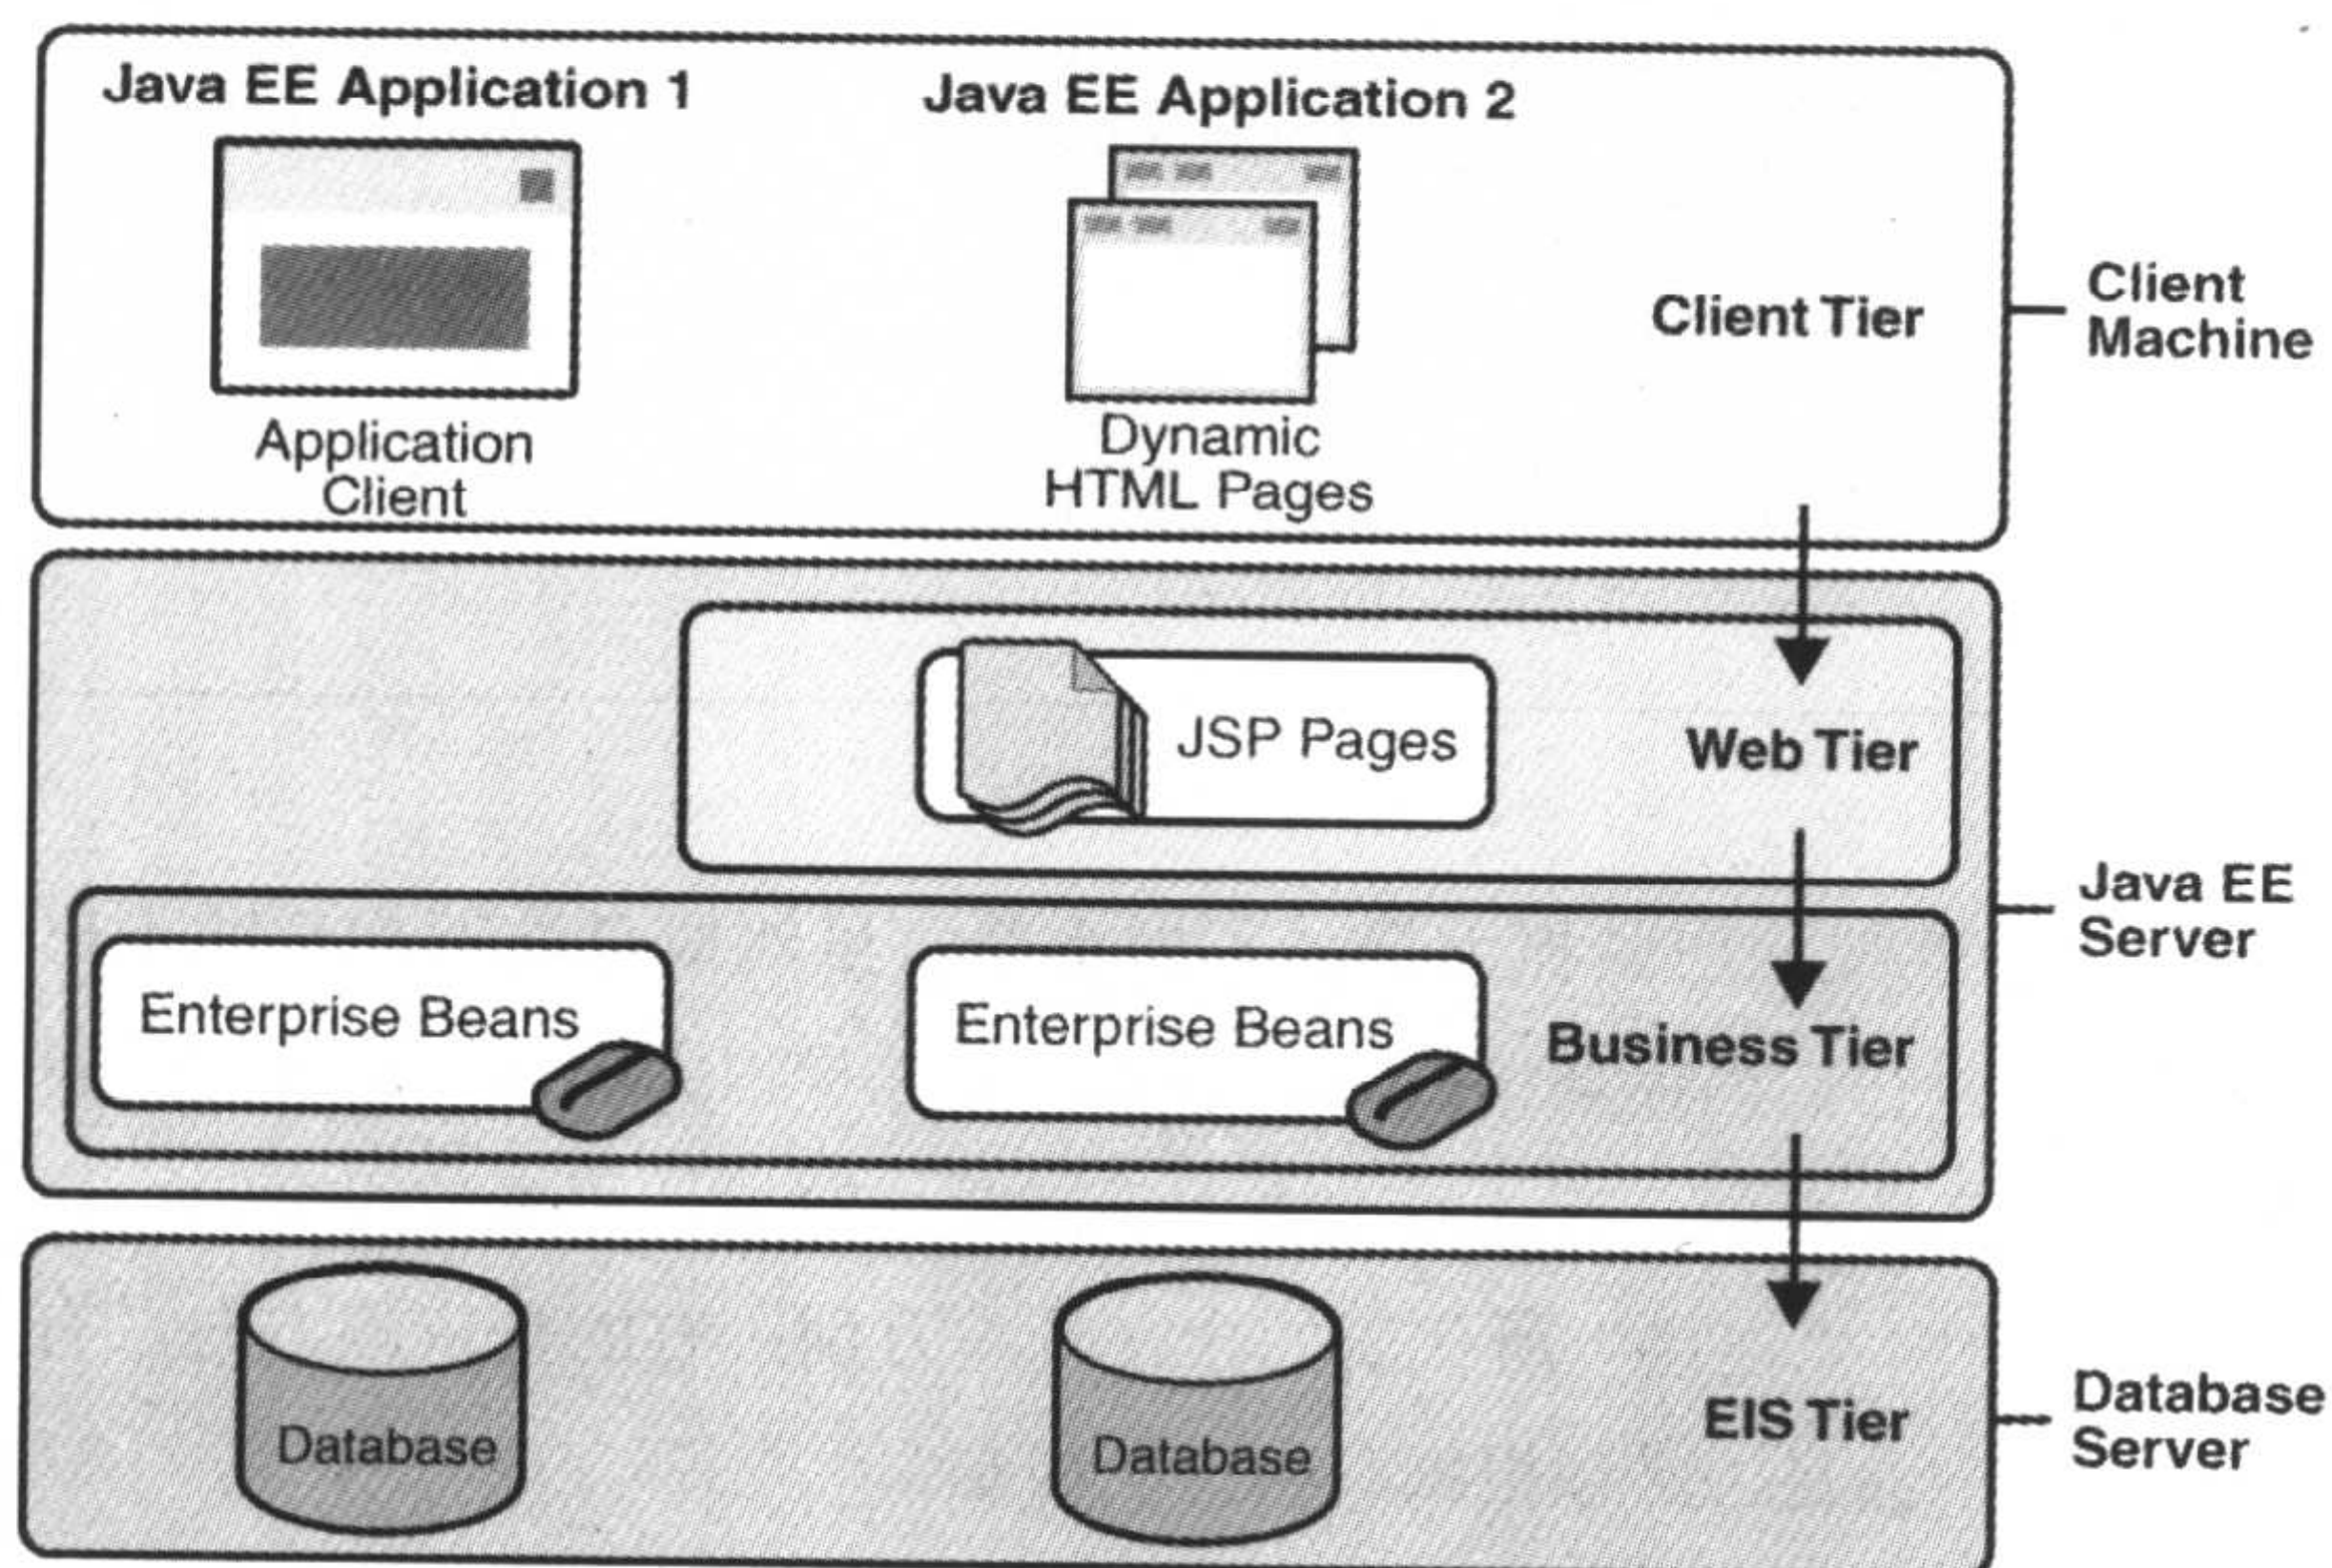 Java EE Application 1
Java EE Application 2
Application
Client
Dynamic
HTML Pages
Client Tier
Client
Machine
JSP Pages
Web Tier
Java EE
Server
Enterprise Beans
Enterprise Beans
Business Tier
Database
Database
EIS Tier
Database
Server